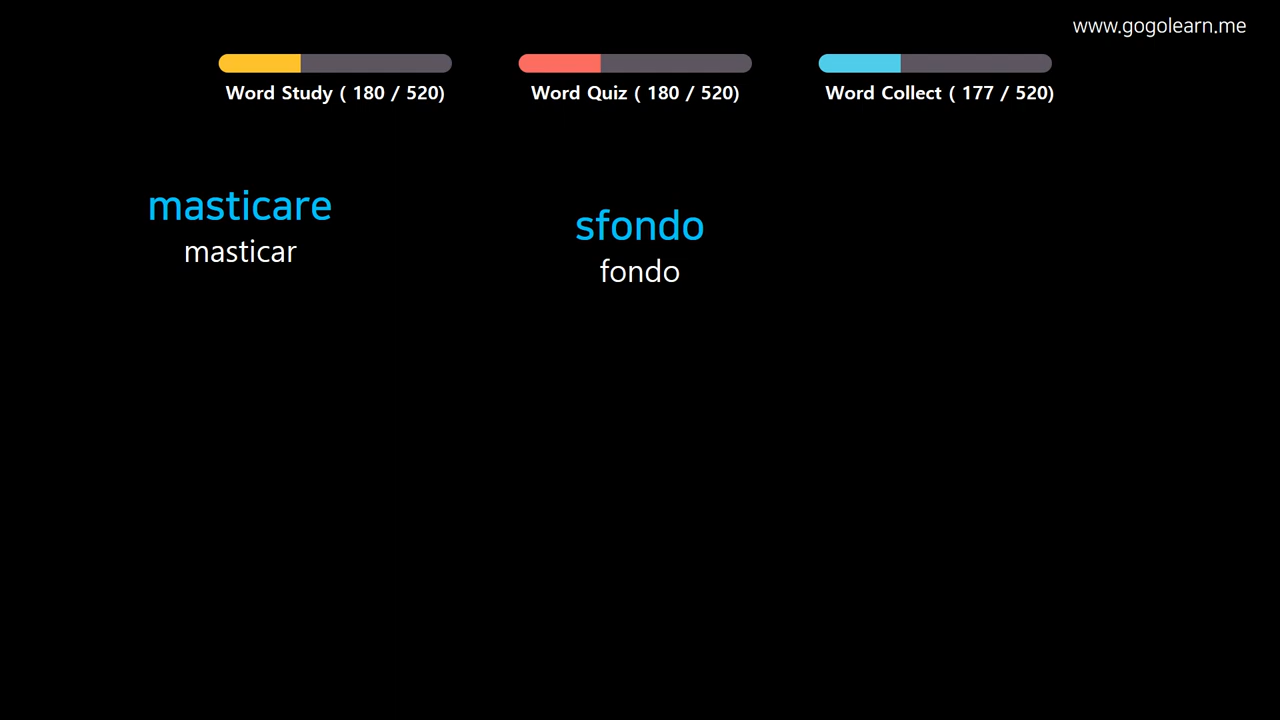 www.gogolearn.me
Word Study ( 180 / 520)
Word Quiz ( 180 / 520)
Word Collect ( 177 / 520)
masticare
masticar
sfondo
fondo